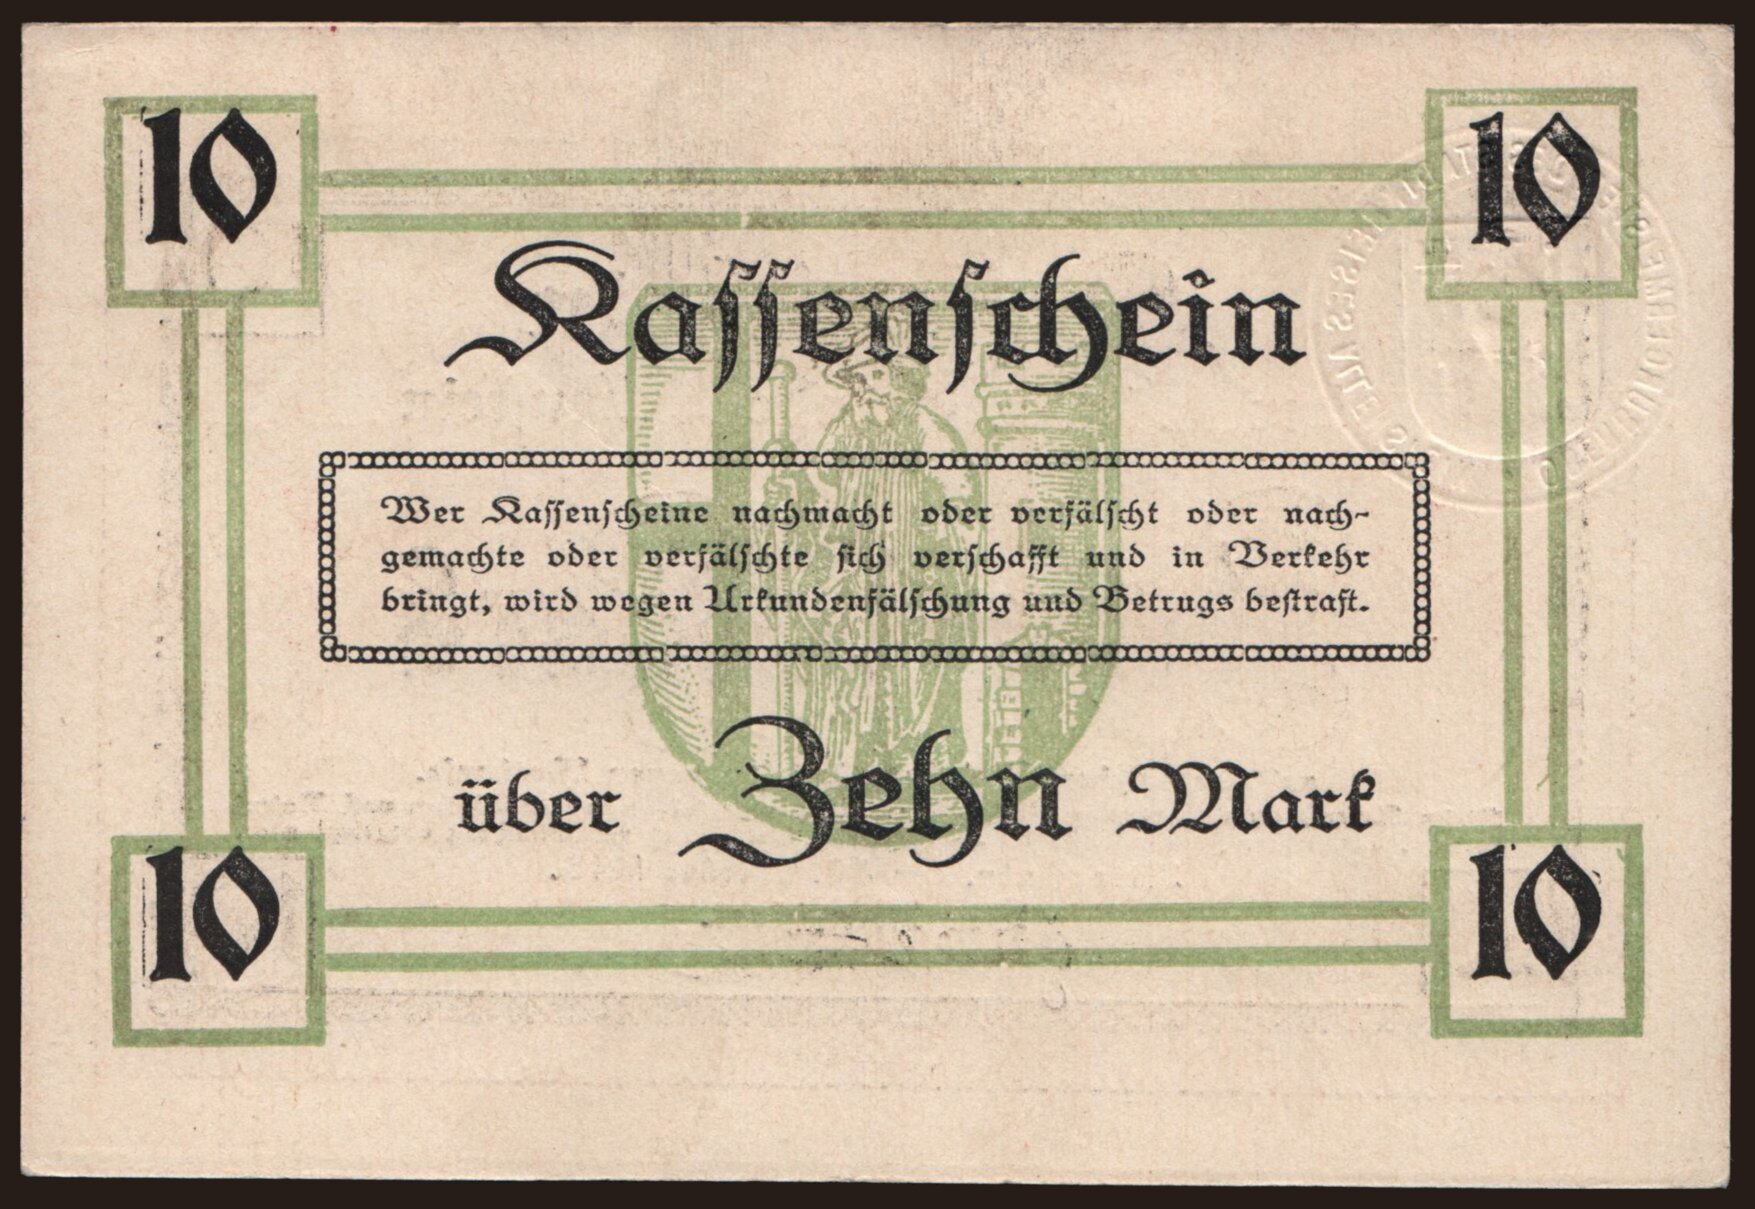 10 10
Kassenschein
Wer Kassenscheine nachmacht oder verfälscht oder nach-
gemachte oder verfälschte sich verschafft und in Verkehr
bringt, wird wegen Urkundenfälschung und Betrugs bestraft.
über Zehn Mark
10 10